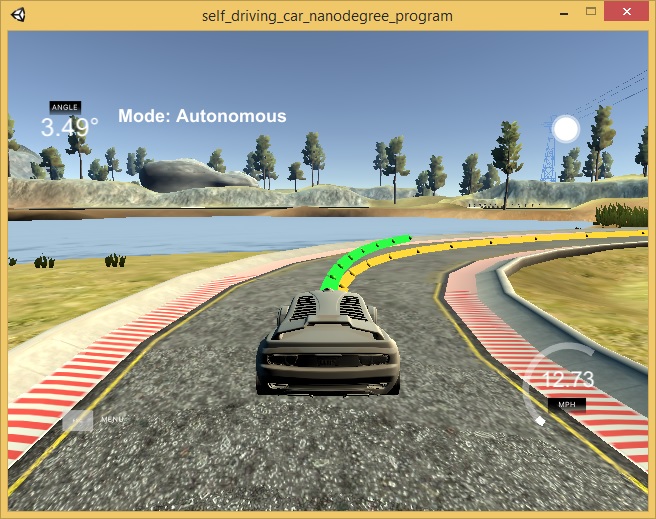 self_driving_car_nanodegree_program
ANGLE
3.49°
Mode: Autonomous
12.73
MPH
MENU